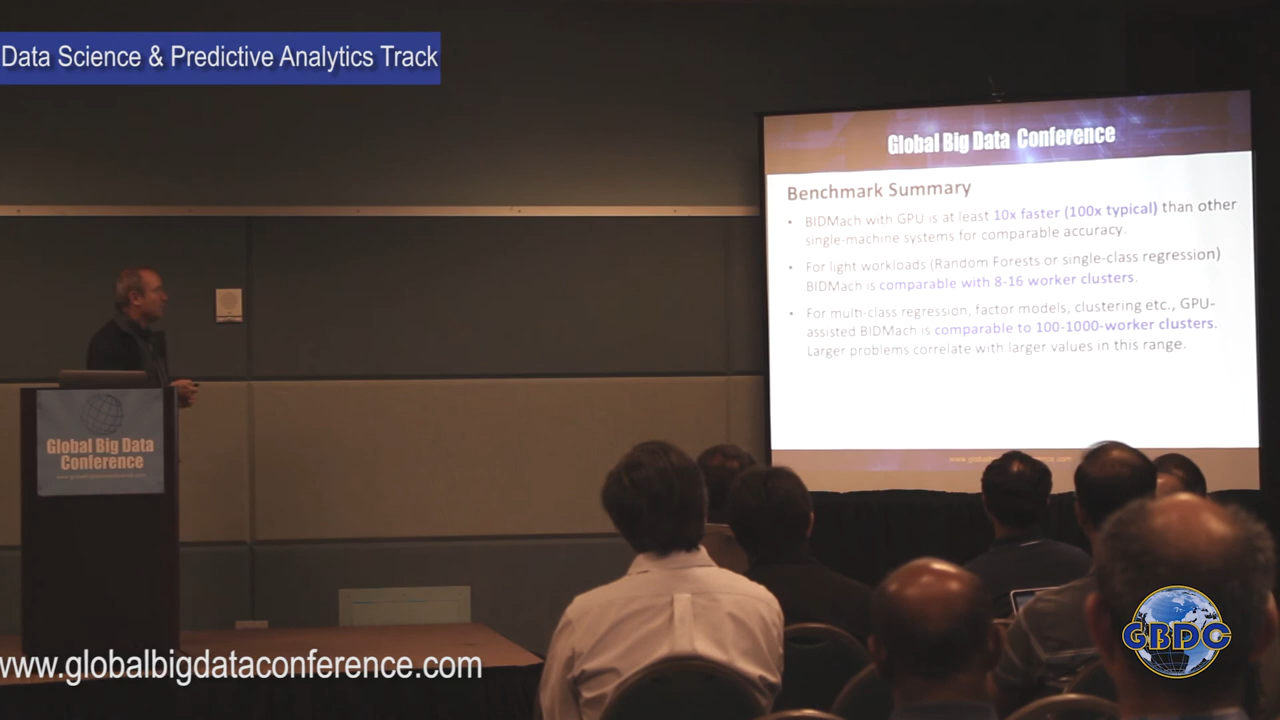 Data Science & Predictive Analytics Track
Global Big Data Conference
Benchmark Summary
• BIDMach with GPU is at least 10x faster (100x typical) than other
single-machine systems for comparable accuracy.
• For light workloads (Random Forests or single-class regression)
BIDMach is comparable with 8-16 worker clusters.
• For multi-class regression, factor models, clustering etc., GPU-
assisted BIDMach is comparable to 100-1000-worker clusters.
Larger problems correlate with larger values in this range.
Global Big Data
Conference
www.globalbigdataconference.com
GBDC